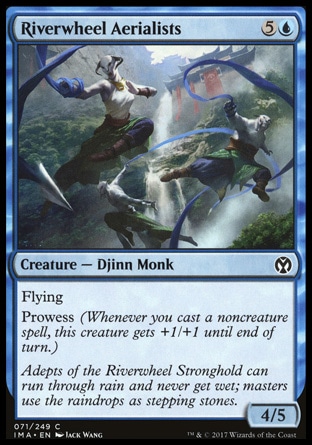 Riverwheel Aerialists 5
Creature — Djinn Monk
Flying
Prowess (Whenever you cast a noncreature
spell, this creature gets +1/+1 until end
of turn.)
Adepts of the Riverwheel Stronghold can
run through rain and never get wet; masters
use the raindrops as stepping stones.
4/5
071/249 C
IMA • EN Jack Wang
™ & © 2017 Wizards of the Coast